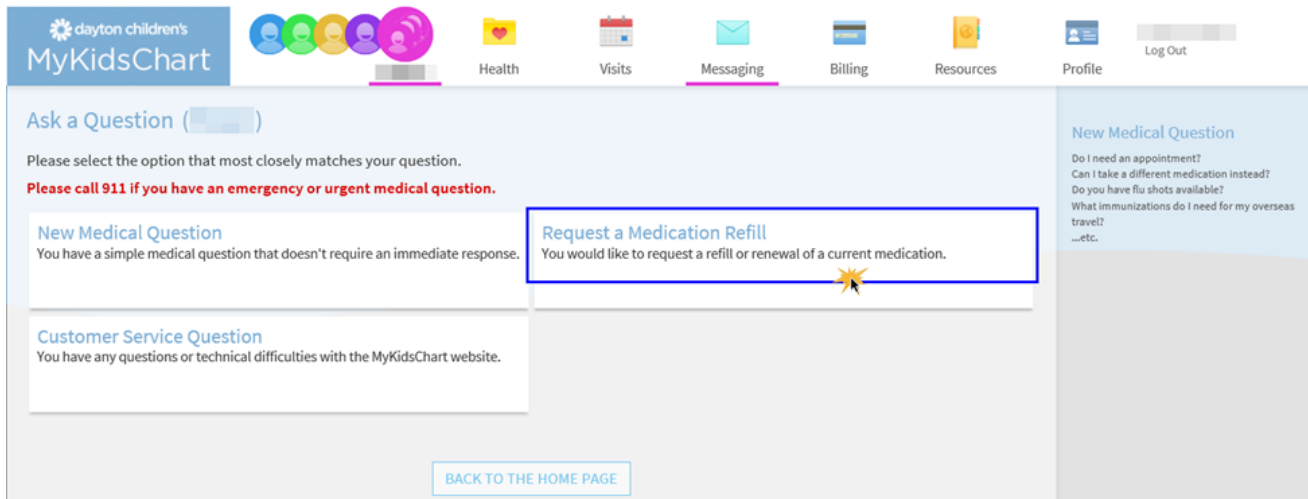 dayton children's
MyKidsChart
Health
Visits
Messaging
Billing
Resources
Profile
Log Out
Ask a Question ( )
Please select the option that most closely matches your question.
Please call 911 if you have an emergency or urgent medical question.
New Medical Question
You have a simple medical question that doesn't require an immediate response.
Request a Medication Refill
You would like to request a refill or renewal of a current medication.
Customer Service Question
You have any questions or technical difficulties with the MyKidsChart website.
BACK TO THE HOME PAGE
New Medical Question
Do I need an appointment?
Can I take a different medication instead?
Do you have flu shots available?
What immunizations do I need for my overseas
travel?
...etc.